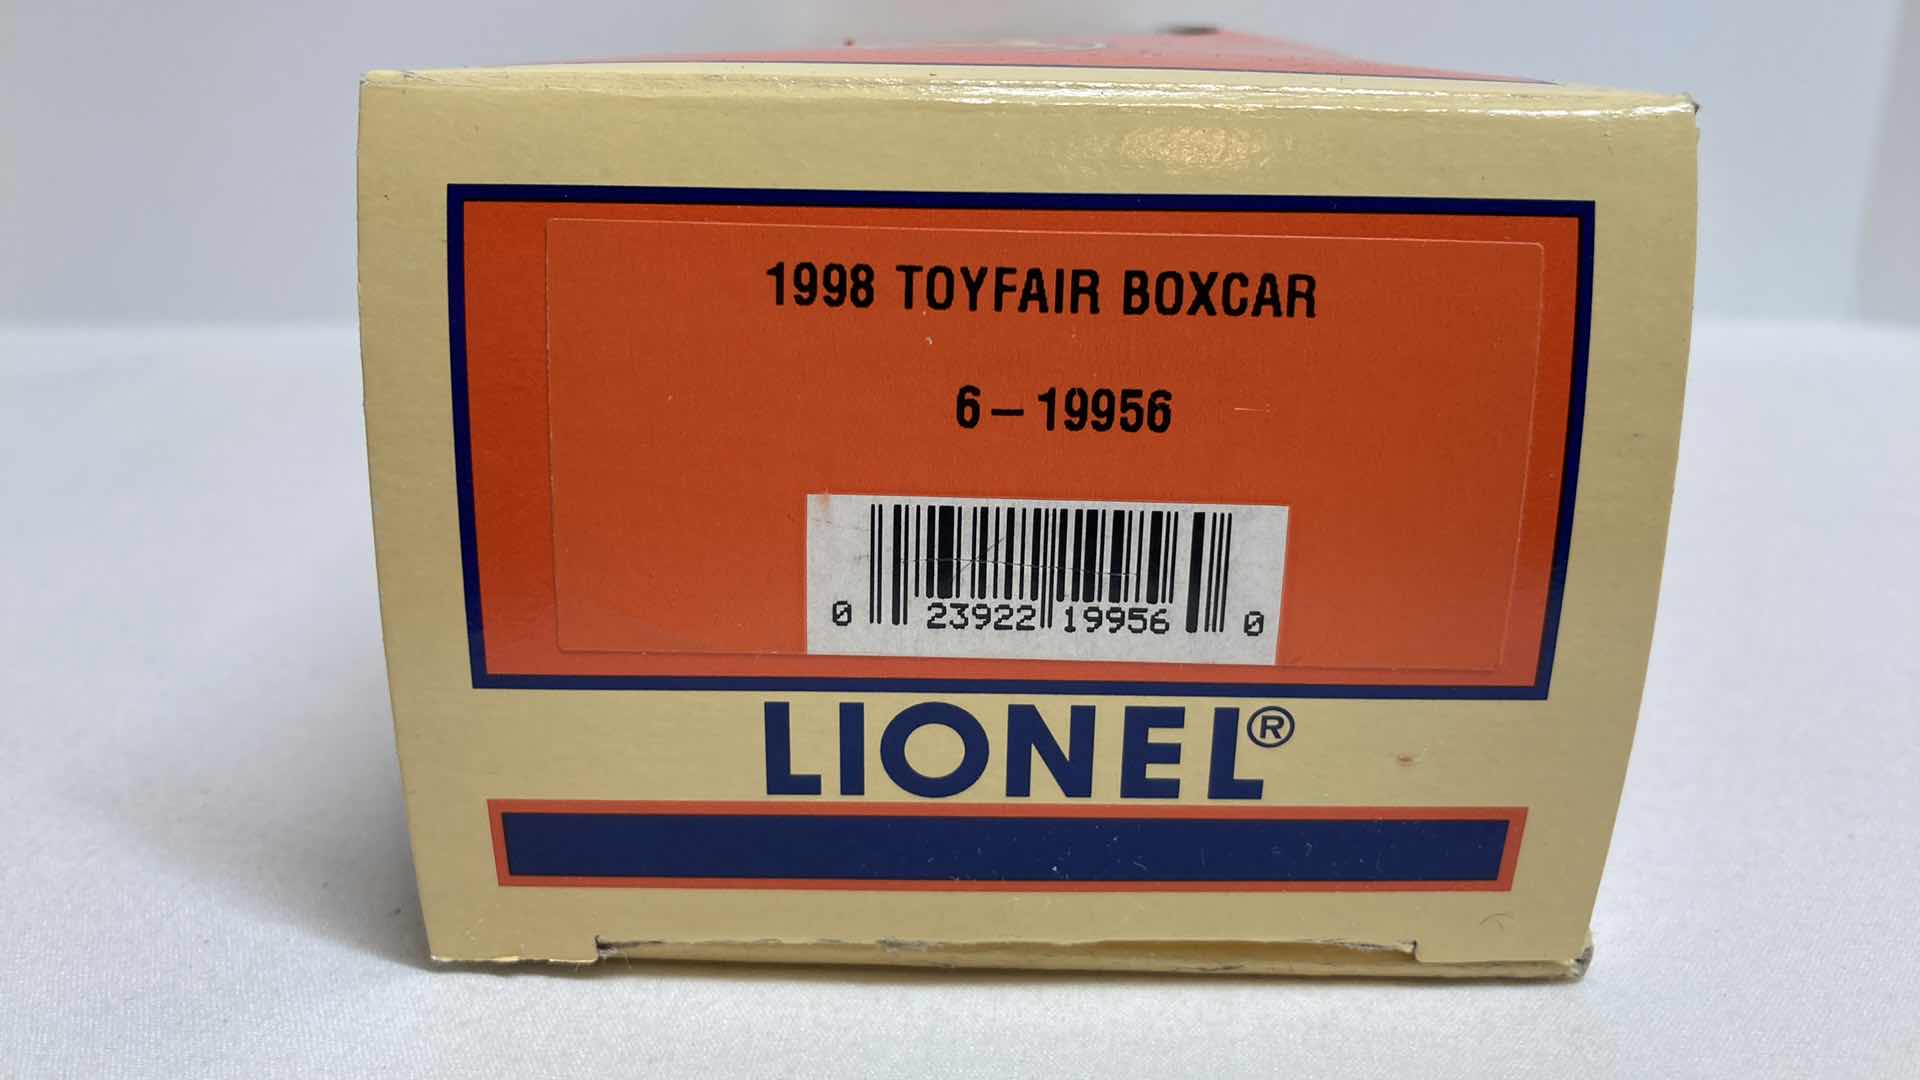 1998 TOYFAIR BOXCAR
6-19956
0 23922 19956 0
LIONEL®